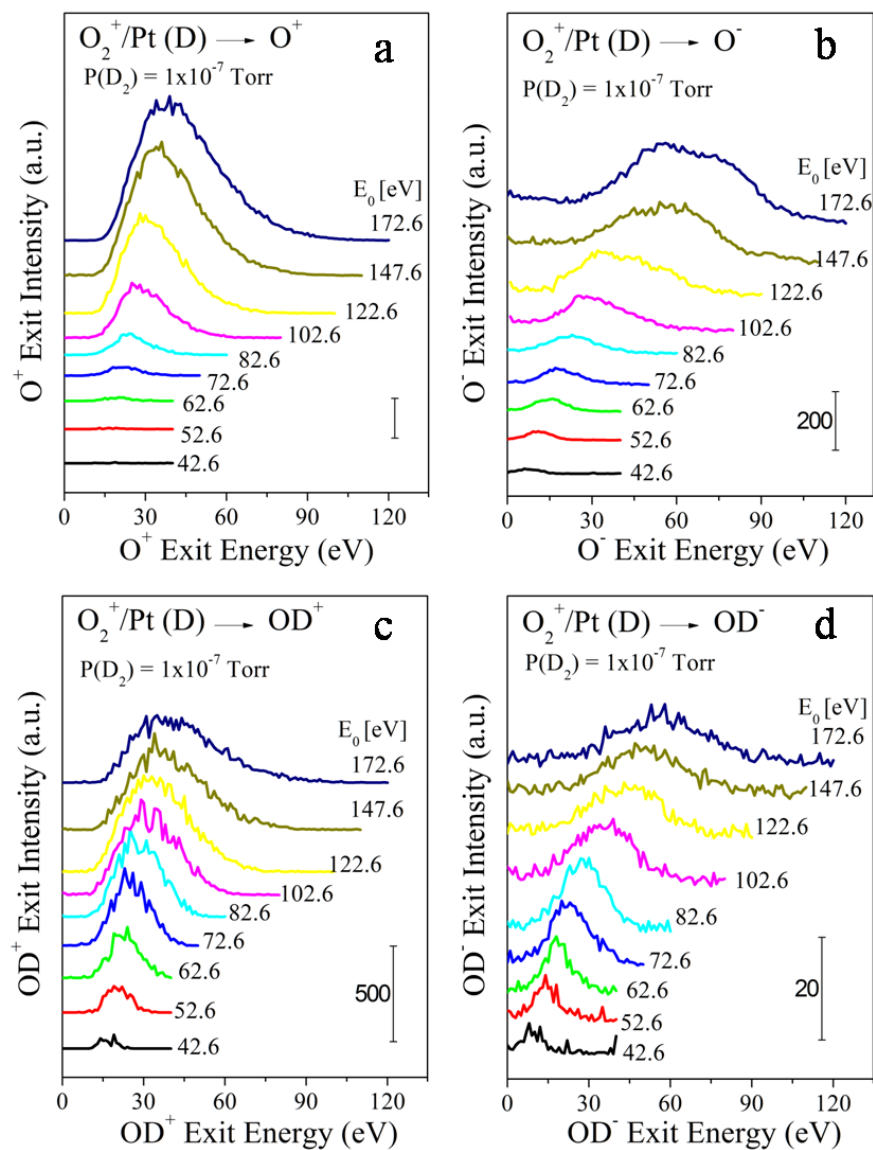 O₂⁺/Pt (D) → O⁺
a
P(D₂) = 1x10⁻⁷ Torr
E₀ [eV]
172.6
147.6
122.6
102.6
82.6
72.6
62.6
52.6
42.6
0 30 60 90 120
O⁺ Exit Energy (eV)
O⁺ Exit Intensity (a.u.)
O₂⁺/Pt (D) → O⁻
b
P(D₂) = 1x10⁻⁷ Torr
E₀ [eV]
172.6
147.6
122.6
102.6
82.6
72.6
62.6
200
52.6
42.6
0 30 60 90 120
O⁻ Exit Energy (eV)
O⁻ Exit Intensity (a.u.)
O₂⁺/Pt (D) → OD⁺
c
P(D₂) = 1x10⁻⁷ Torr
E₀ [eV]
172.6
147.6
122.6
102.6
82.6
72.6
62.6
500
52.6
42.6
0 30 60 90 120
OD⁺ Exit Energy (eV)
OD⁺ Exit Intensity (a.u.)
O₂⁺/Pt (D) → OD⁻
d
P(D₂) = 1x10⁻⁷ Torr
E₀ [eV]
172.6
147.6
122.6
102.6
82.6
72.6
62.6
20
52.6
42.6
0 30 60 90 120
OD⁻ Exit Energy (eV)
OD⁻ Exit Intensity (a.u.)